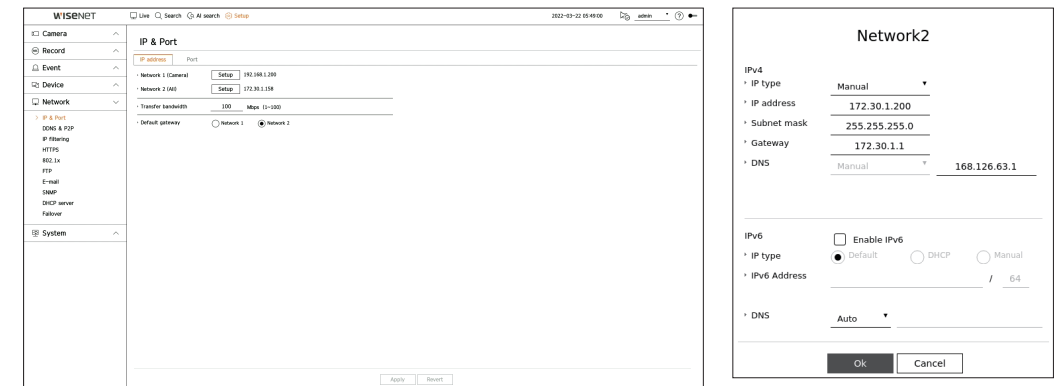 WISENET
Live Search AI search Setup 2022-03-22 05:49:00 admin ?
Camera
Record
Event
Device
Network
IP & Port
DDNS & P2P
IP filtering
HTTPS
802.1x
FTP
E-mail
SNMP
DHCP server
Failover
System
IP & Port
IP address Port
Network 1 (Camera) Setup 192.168.1.200
Network 2 (All) Setup 172.30.1.158
Transfer bandwidth 100 Mbps (1~100)
Default gateway Network 1 Network 2
Apply Revert
Network2
IPv4
IP type Manual
IP address 172.30.1.200
Subnet mask 255.255.255.0
Gateway 172.30.1.1
DNS Manual 168.126.63.1
IPv6 Enable IPv6
IP type Default DHCP Manual
IPv6 Address / 64
DNS Auto
Ok Cancel